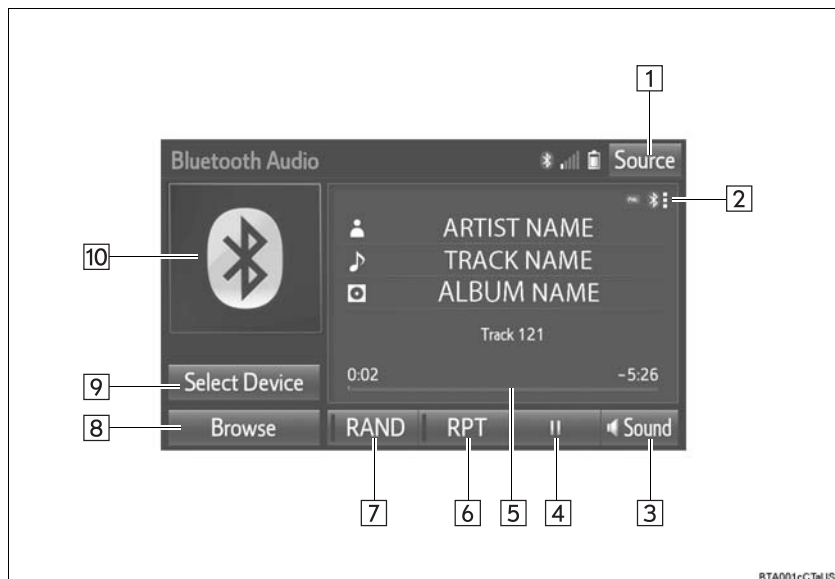 1
Bluetooth Audio
Source
2
ARTIST NAME
10
TRACK NAME
ALBUM NAME
Track 121
0:02
-5:26
9
Select Device
8
Browse
RAND
RPT
Sound
7
6
5
4
3
BTA001cCTaUS